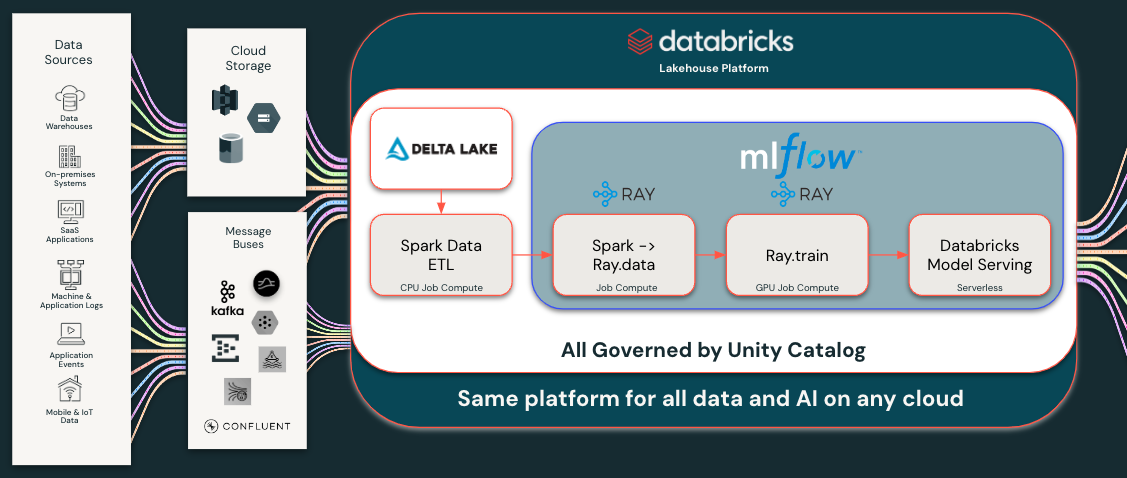 Data
Sources
Data
Warehouses
On-premises
Systems
SaaS
Applications
Machine &
Application Logs
Application
Events
Mobile & IoT
Data
Cloud
Storage
Message
Buses
kafka
CONFLUENT
databricks
Lakehouse Platform
DELTA LAKE
Spark Data
ETL
CPU Job Compute
mlflow™
RAY
Spark ->
Ray.data
Job Compute
RAY
Ray.train
GPU Job Compute
Databricks
Model Serving
Serverless
All Governed by Unity Catalog
Same platform for all data and AI on any cloud